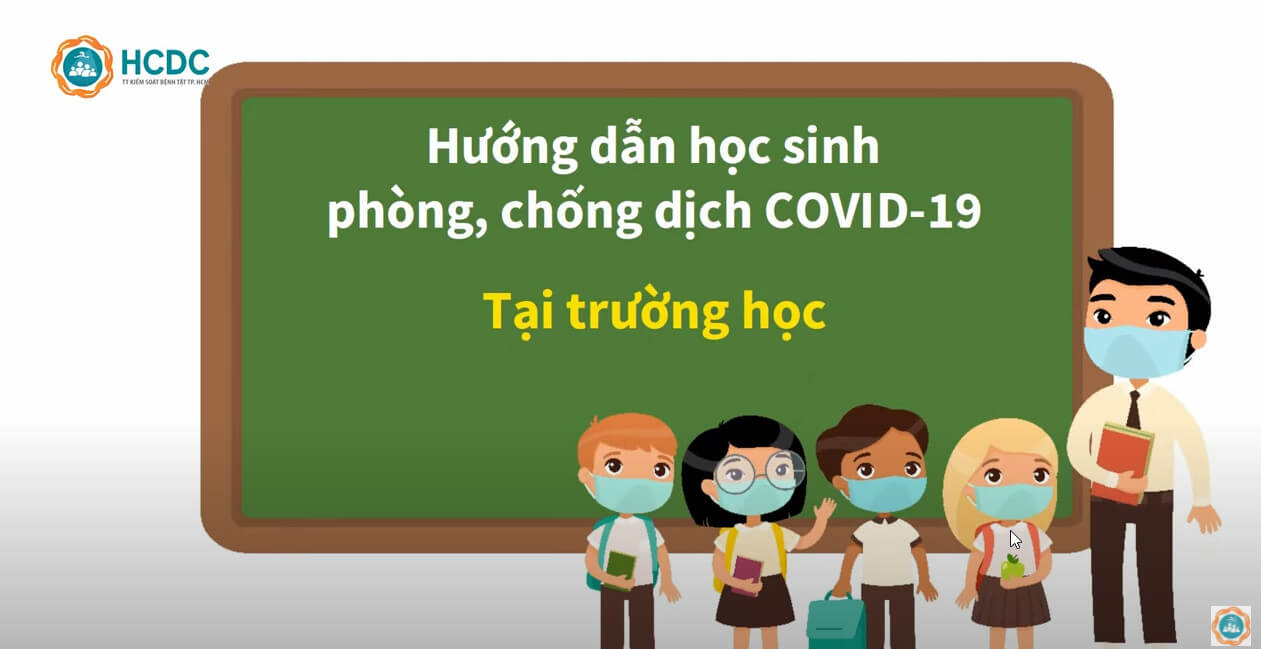 HCDC
TT KIỂM SOÁT BỆNH TẬT TP. HCM
Hướng dẫn học sinh
phòng, chống dịch COVID-19
Tại trường học